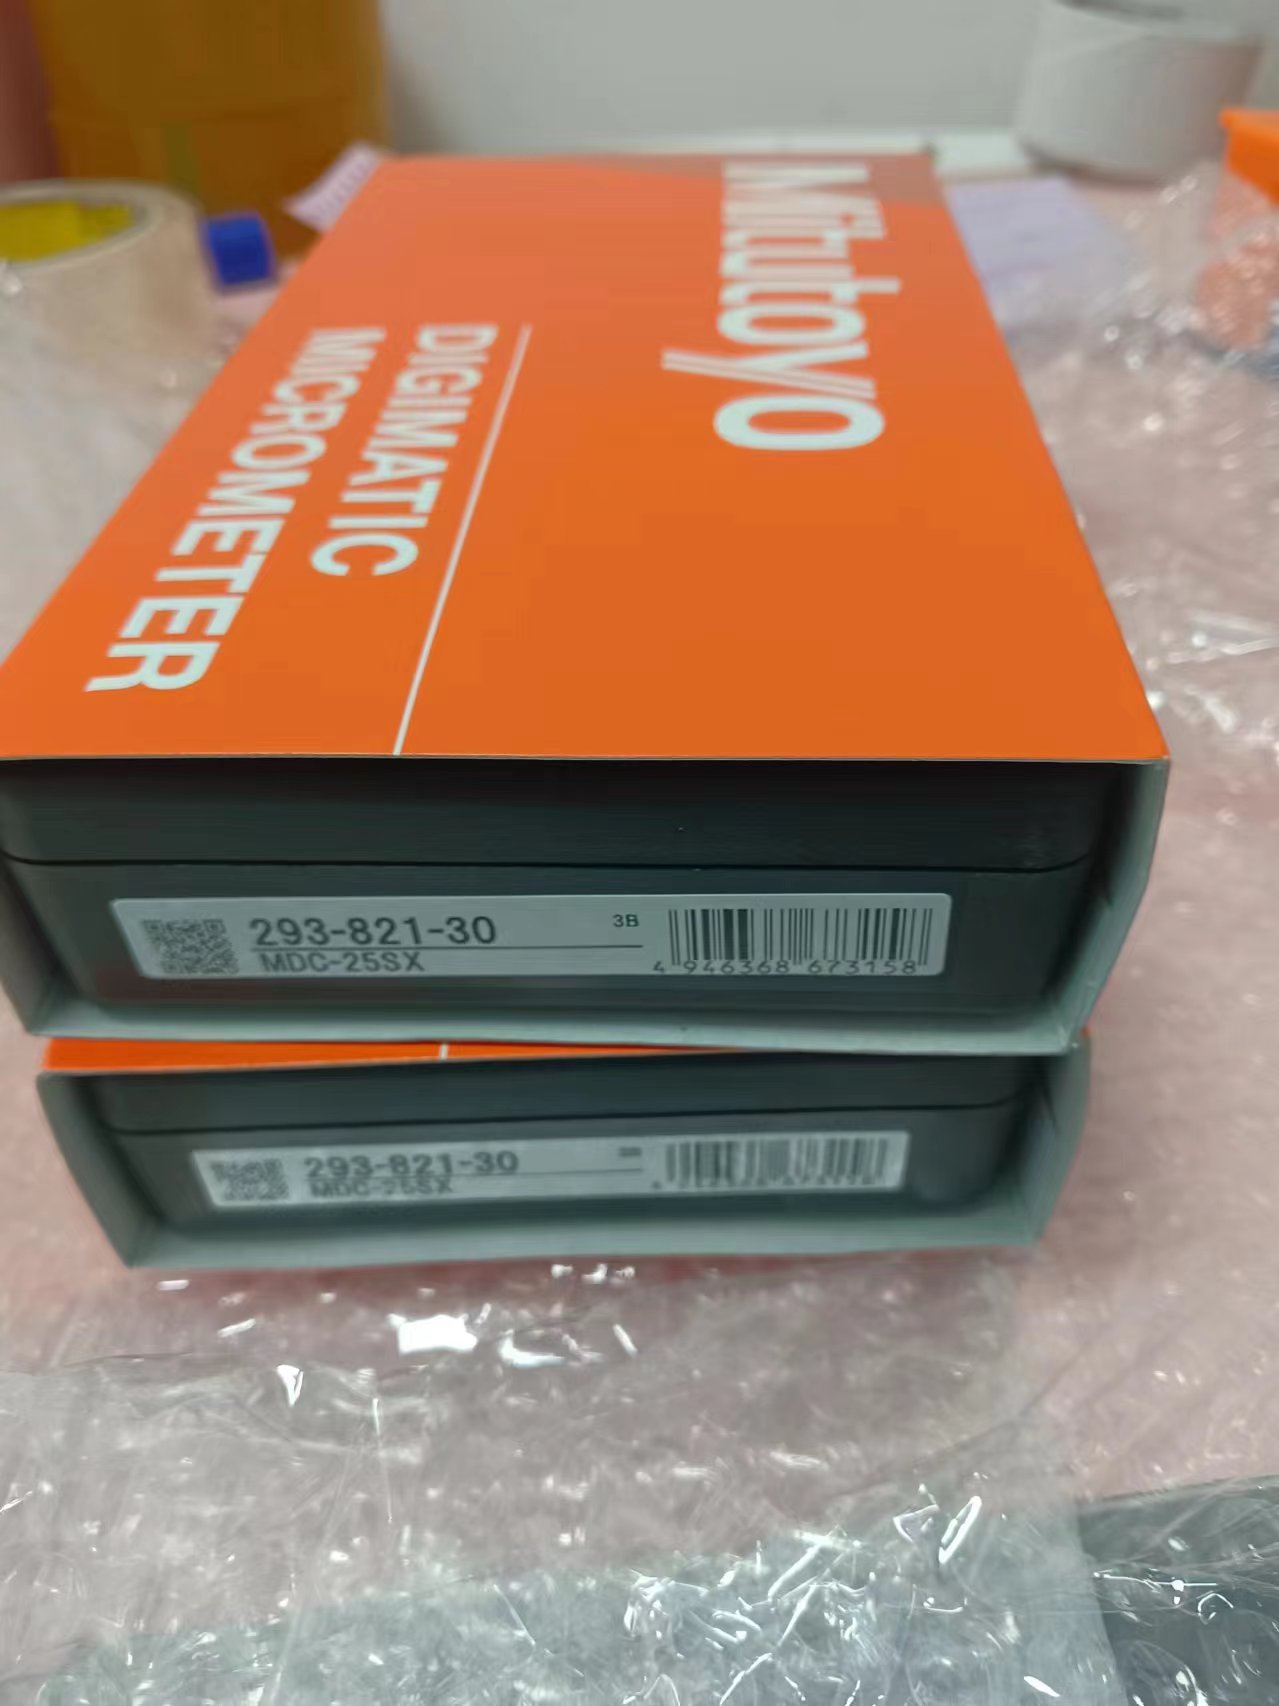 Mitutoyo
DIGIMATIC
MICROMETER
293-821-30
3B
MDC-25SX
4 946368 673158
293-821-30
MDC-25SX